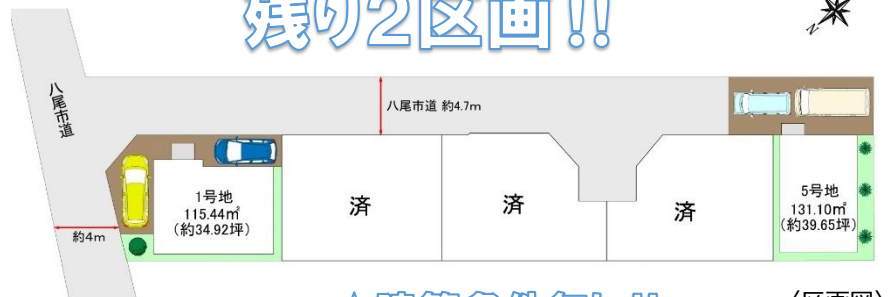 残り2区画!!
N
八尾市道
八尾市道 約4.7m
1号地
115.44㎡
(約34.92坪)
済
済
済
5号地
131.10㎡
(約39.65坪)
約4m